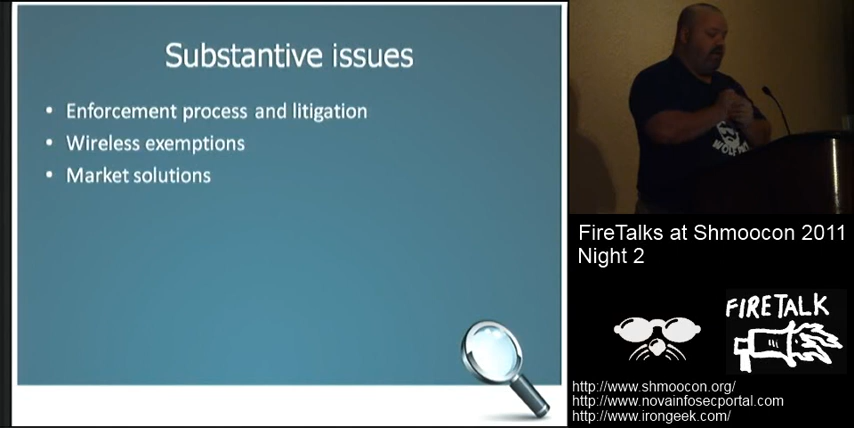 Substantive issues
• Enforcement process and litigation
• Wireless exemptions
• Market solutions
FireTalks at Shmoocon 2011
Night 2
FIRETALK
http://www.shmoocon.org/
http://www.novainfosecportal.com
http://www.irongeek.com/